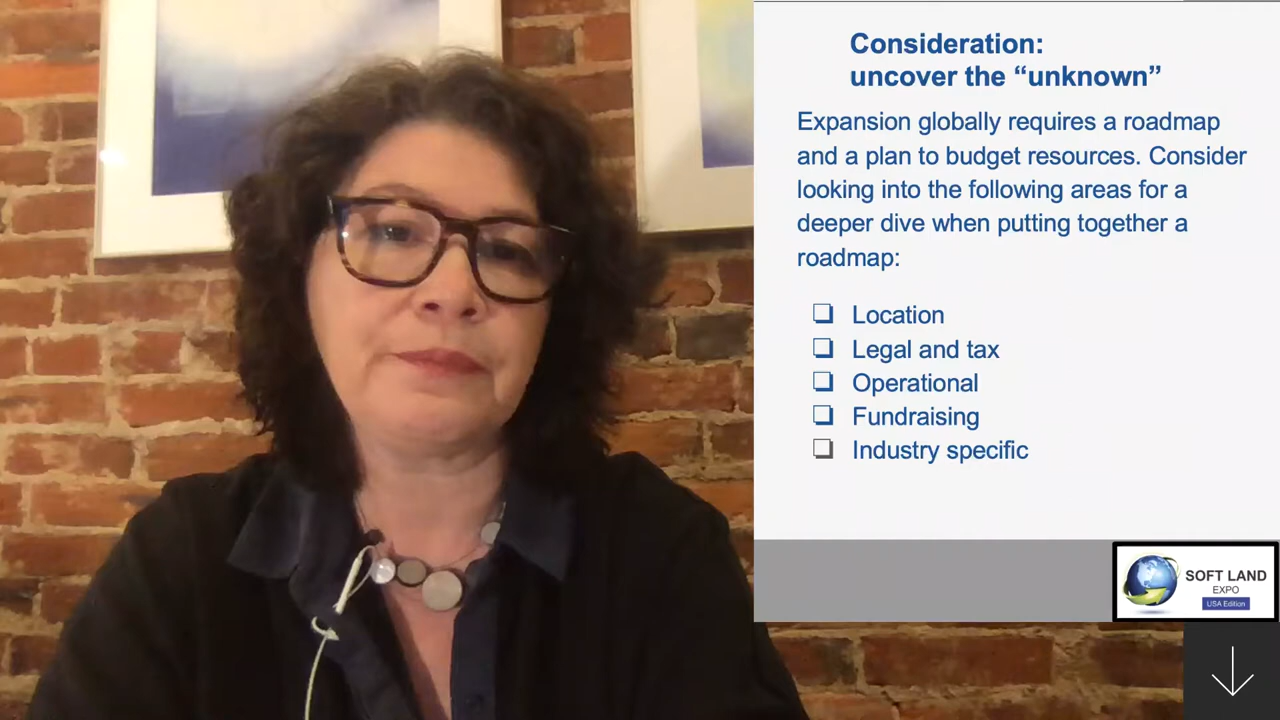 Consideration:
uncover the “unknown”
Expansion globally requires a roadmap
and a plan to budget resources. Consider
looking into the following areas for a
deeper dive when putting together a
roadmap:
❏ Location
❏ Legal and tax
❏ Operational
❏ Fundraising
❏ Industry specific
SOFT LAND
EXPO
USA Edition